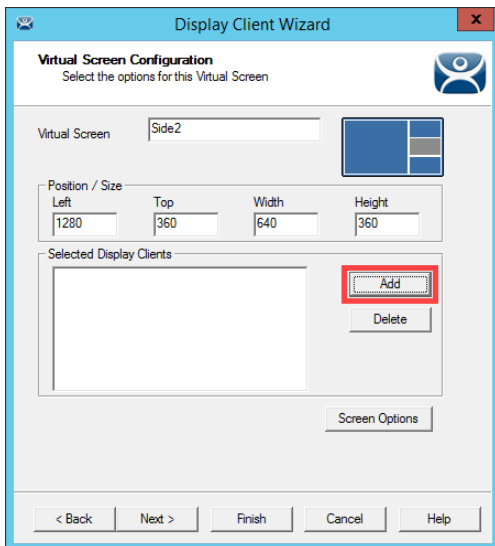 Display Client Wizard
x
Virtual Screen Configuration
Select the options for this Virtual Screen
Virtual Screen
Side2
Position / Size
Left Top Width Height
1280 360 640 360
Selected Display Clients
Add
Delete
Screen Options
< Back Next > Finish Cancel Help